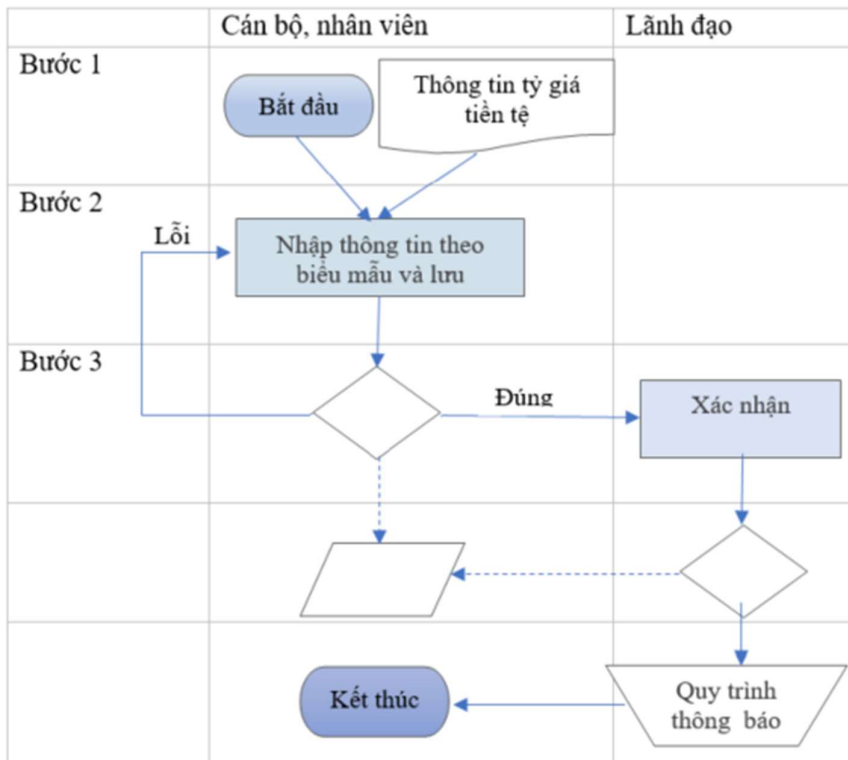 Cán bộ, nhân viên
Lãnh đạo
Bước 1
Bắt đầu
Thông tin tỷ giá
tiền tệ
Bước 2
Lỗi
Nhập thông tin theo
biểu mẫu và lưu
Bước 3
Đúng
Xác nhận
Kết thúc
Quy trình
thông báo